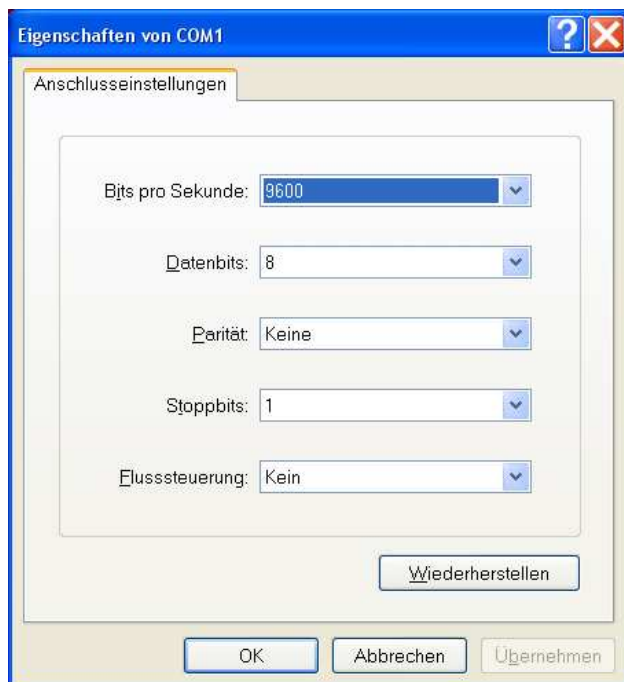 Eigenschaften von COM1
Anschlusseinstellungen
Bits pro Sekunde: 9600
Datenbits: 8
Parität: Keine
Stoppbits: 1
Flusssteuerung: Kein
Wiederherstellen
OK Abbrechen Übernehmen